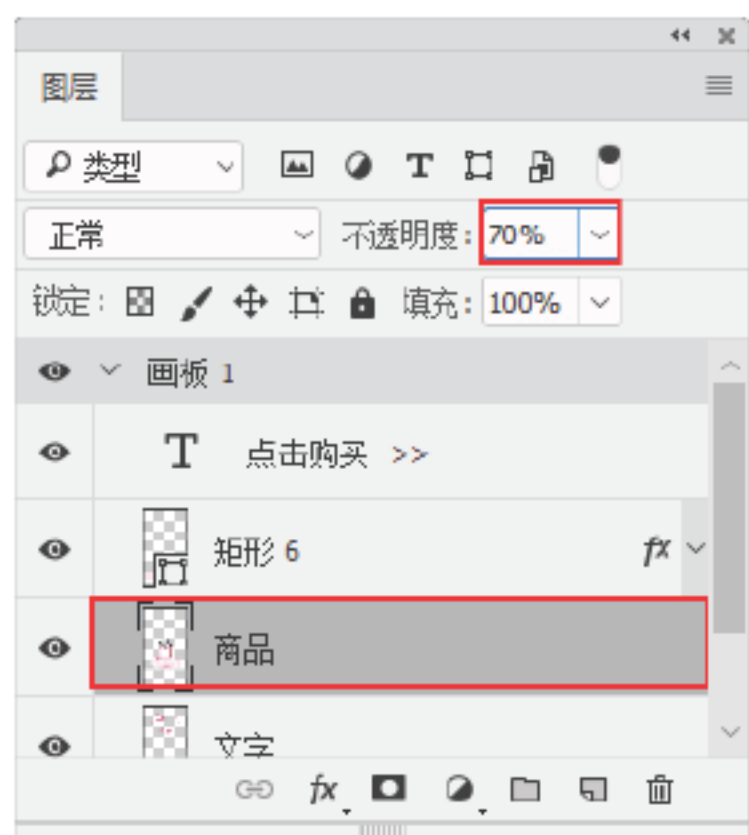 图层
类型
正常 不透明度: 70%
锁定: 填充: 100%
画板 1
T 点击购买 >>
矩形 6 fx
商品
文字
fx